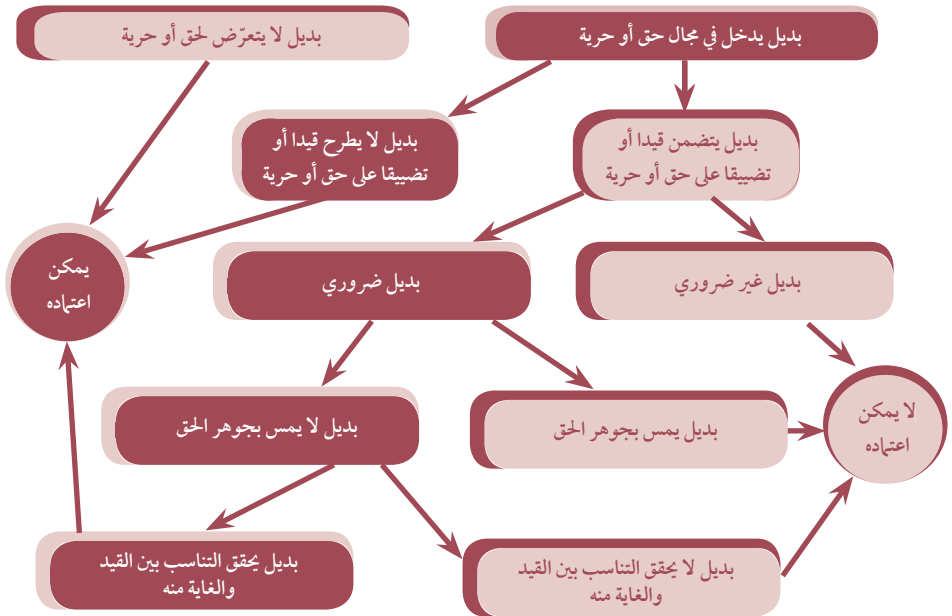 بديل يدخل في مجال حق أو حرية
بديل لا يتعرّض لحق أو حرية
بديل يتضمن قيدا أو
تضييقا على حق أو حرية
بديل لا يطرح قيدا أو
تضييقا على حق أو حرية
يمكن
اعتماده
بديل غير ضروري
بديل ضروري
لا يمكن
اعتماده
بديل يمس بجوهر الحق
بديل لا يمس بجوهر الحق
بديل لا يحقق التناسب بين القيد
والغاية منه
بديل يحقق التناسب بين القيد
والغاية منه